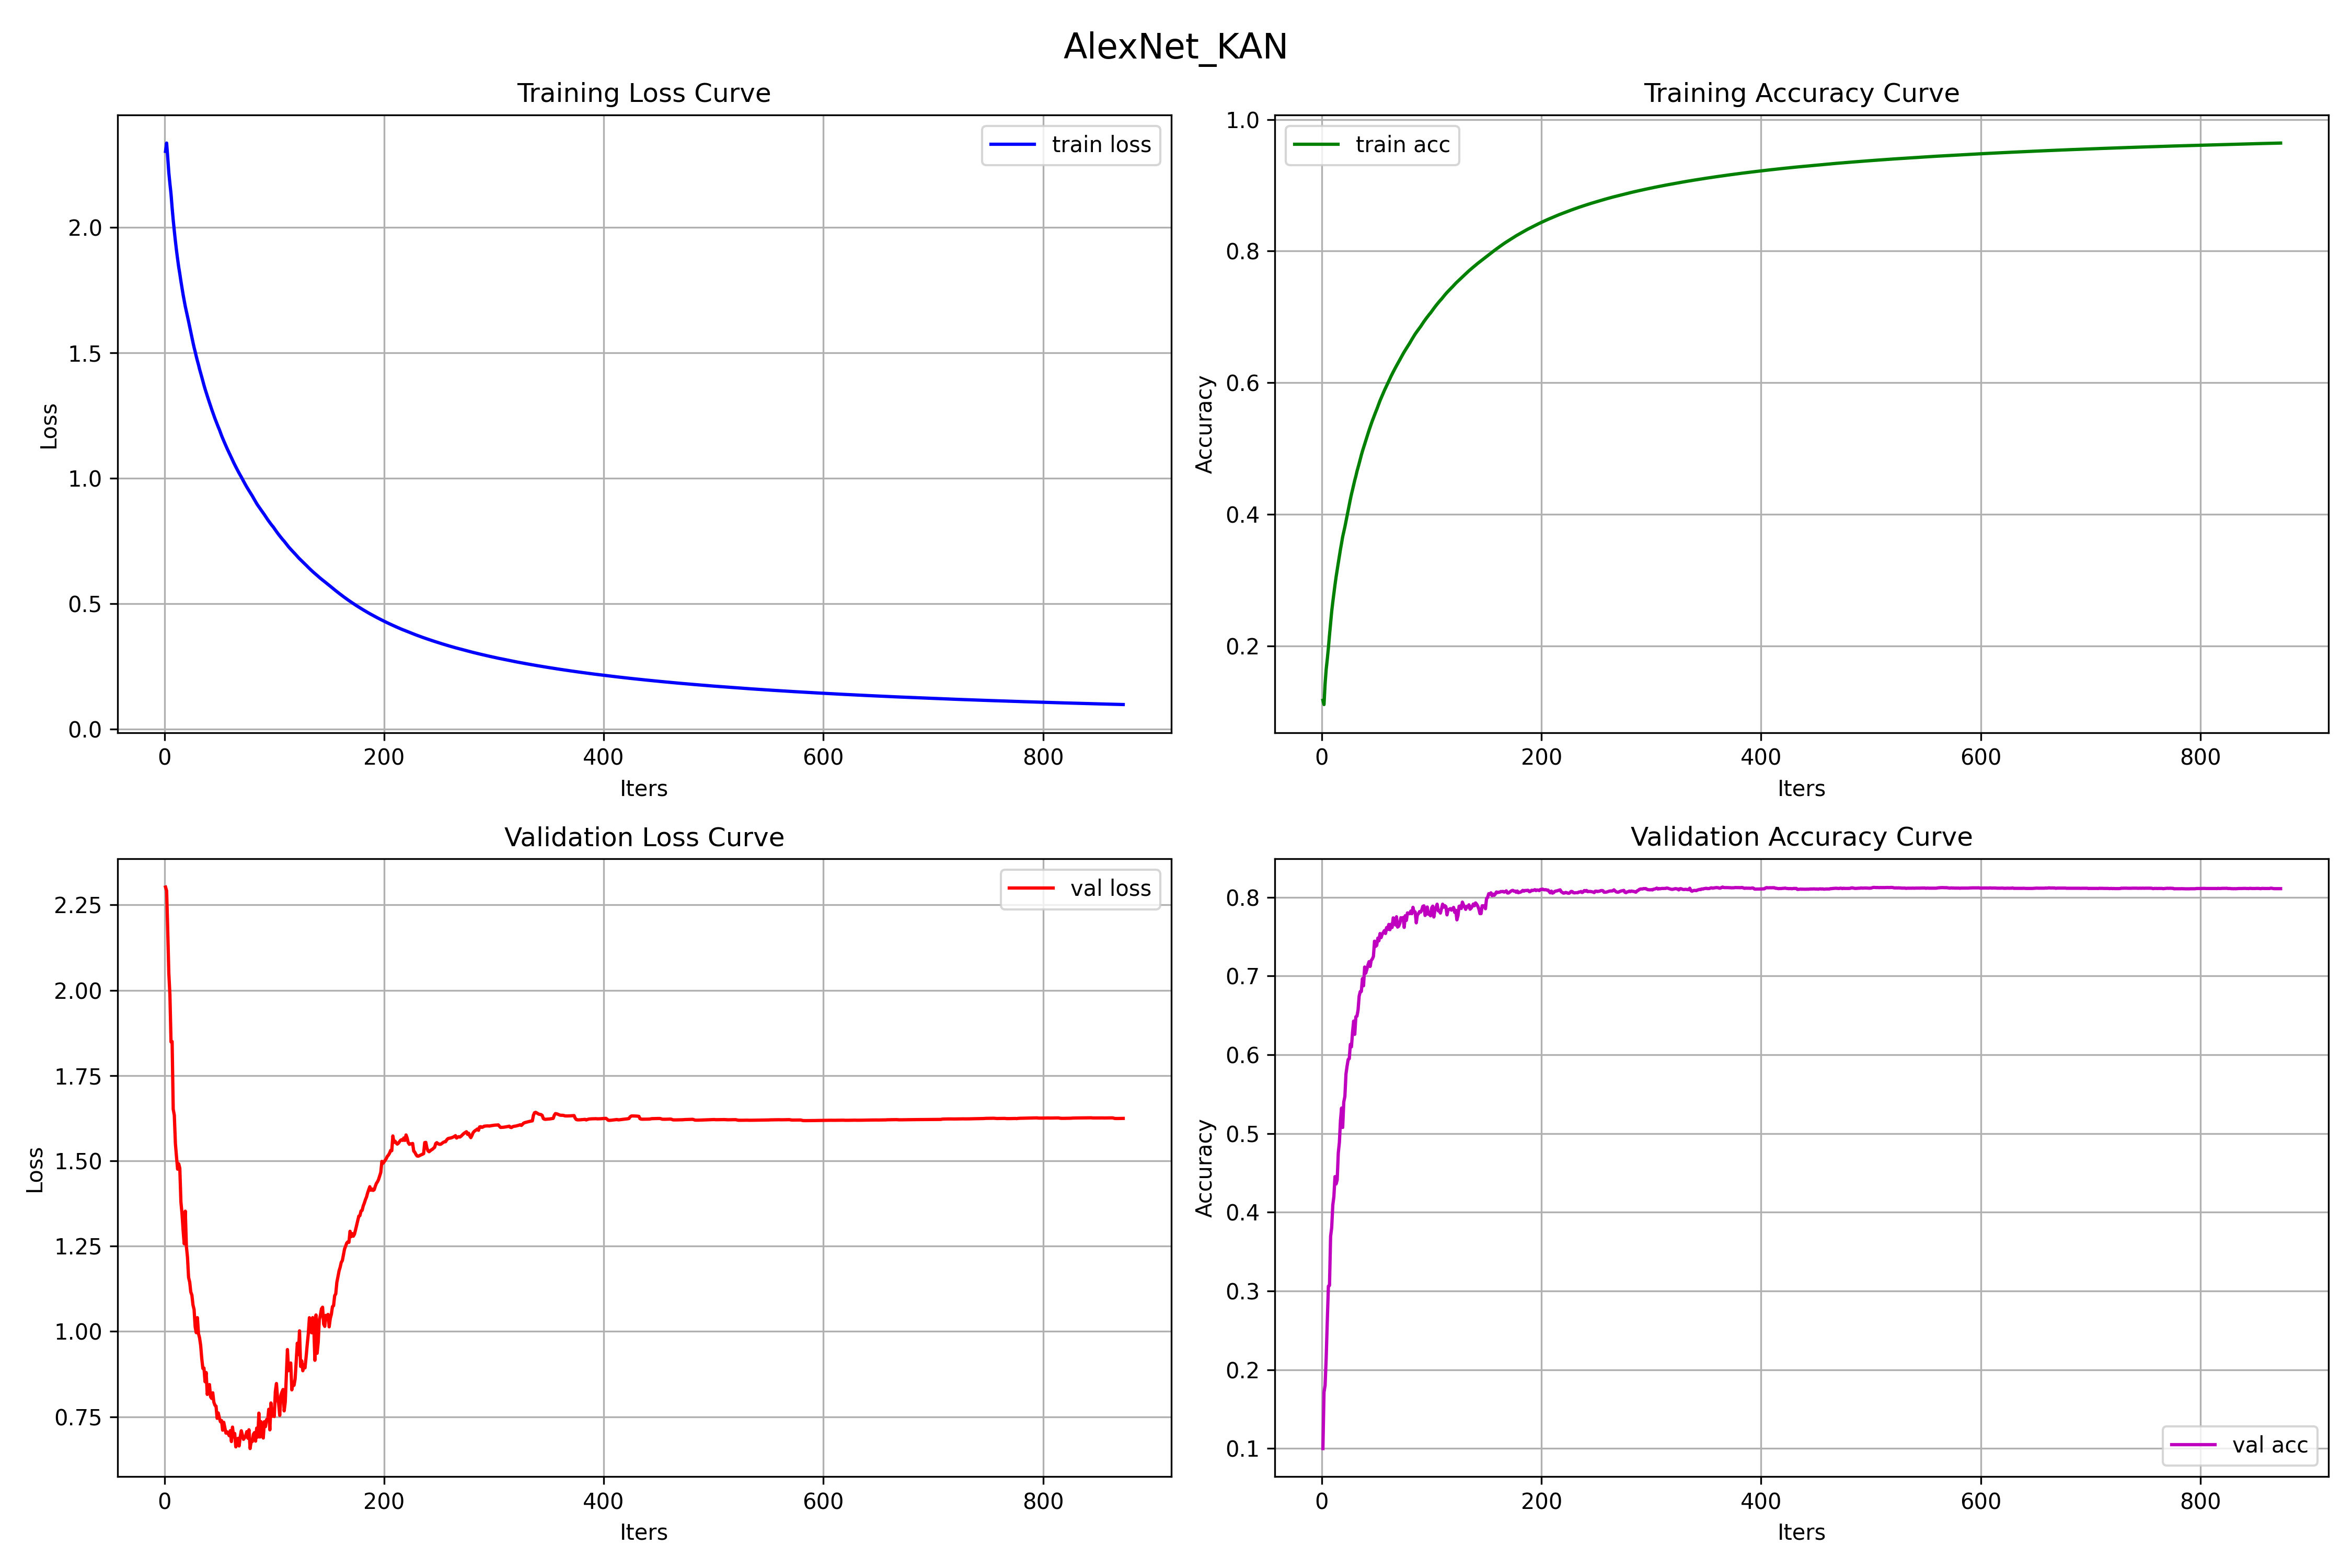 AlexNet_KAN
Training Loss Curve
train loss
2.0
1.5
1.0
0.5
0.0
Loss
0 200 400 600 800
Iters
Training Accuracy Curve
train acc
1.0
0.8
0.6
0.4
0.2
Accuracy
0 200 400 600 800
Iters
Validation Loss Curve
val loss
2.25
2.00
1.75
1.50
1.25
1.00
0.75
Loss
0 200 400 600 800
Iters
Validation Accuracy Curve
0.8
0.7
0.6
0.5
0.4
0.3
0.2
0.1
Accuracy
val acc
0 200 400 600 800
Iters